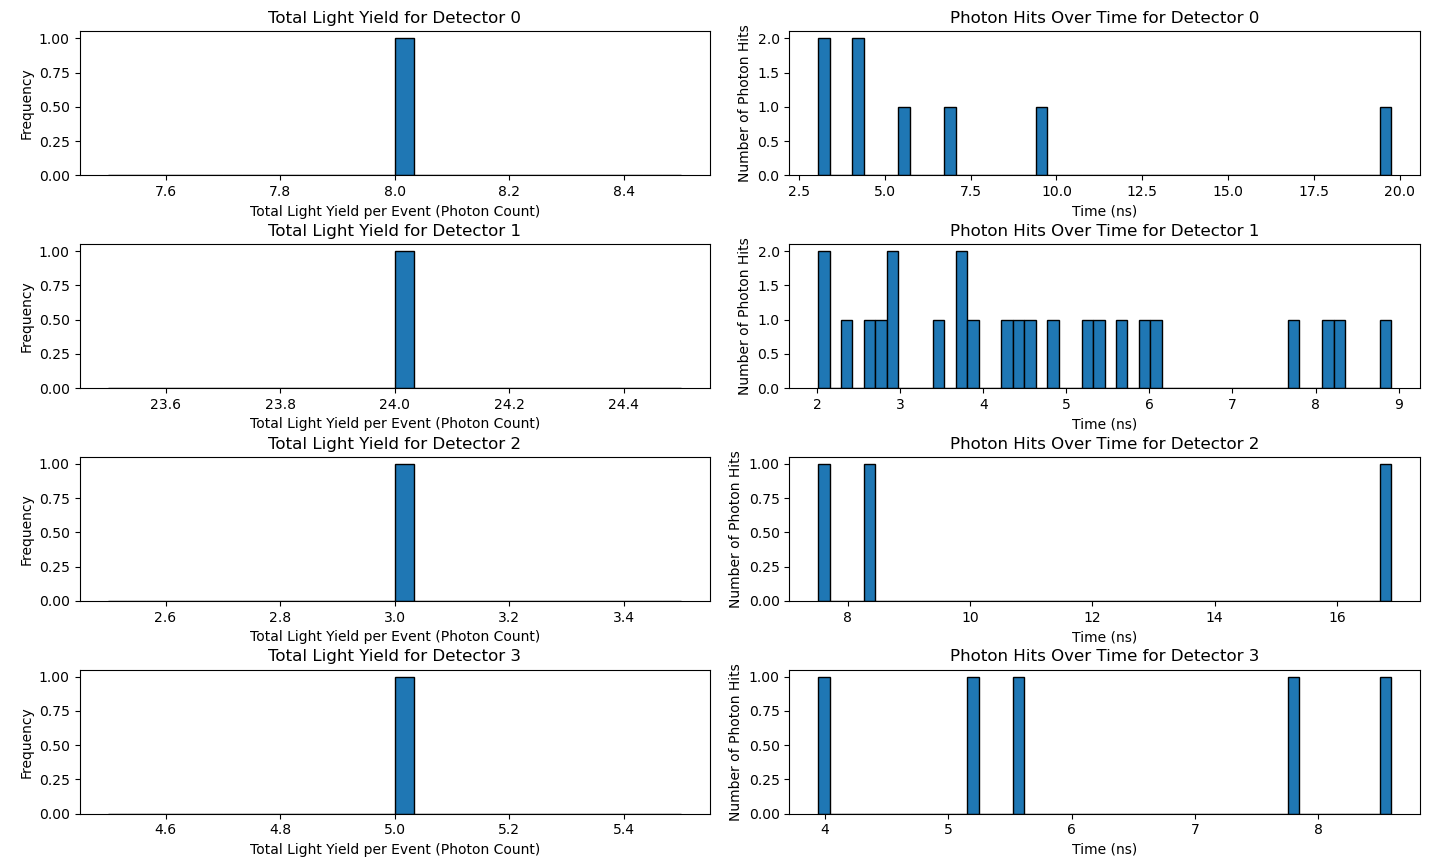 Total Light Yield for Detector 0
1.00
0.75
0.50
0.25
0.00
Frequency
7.6 7.8 8.0 8.2 8.4
Total Light Yield per Event (Photon Count)
Photon Hits Over Time for Detector 0
2.0
1.5
1.0
0.5
0.0
Number of Photon Hits
2.5 5.0 7.5 10.0 12.5 15.0 17.5 20.0
Time (ns)
Total Light Yield for Detector 1
1.00
0.75
0.50
0.25
0.00
Frequency
23.6 23.8 24.0 24.2 24.4
Total Light Yield per Event (Photon Count)
Photon Hits Over Time for Detector 1
2.0
1.5
1.0
0.5
0.0
Number of Photon Hits
2 3 4 5 6 7 8 9
Time (ns)
Total Light Yield for Detector 2
1.00
0.75
0.50
0.25
0.00
Frequency
2.6 2.8 3.0 3.2 3.4
Total Light Yield per Event (Photon Count)
Photon Hits Over Time for Detector 2
1.00
0.75
0.50
0.25
0.00
Number of Photon Hits
8 10 12 14 16
Time (ns)
Total Light Yield for Detector 3
1.00
0.75
0.50
0.25
0.00
Frequency
4.6 4.8 5.0 5.2 5.4
Total Light Yield per Event (Photon Count)
Photon Hits Over Time for Detector 3
1.00
0.75
0.50
0.25
0.00
Number of Photon Hits
4 5 6 7 8
Time (ns)